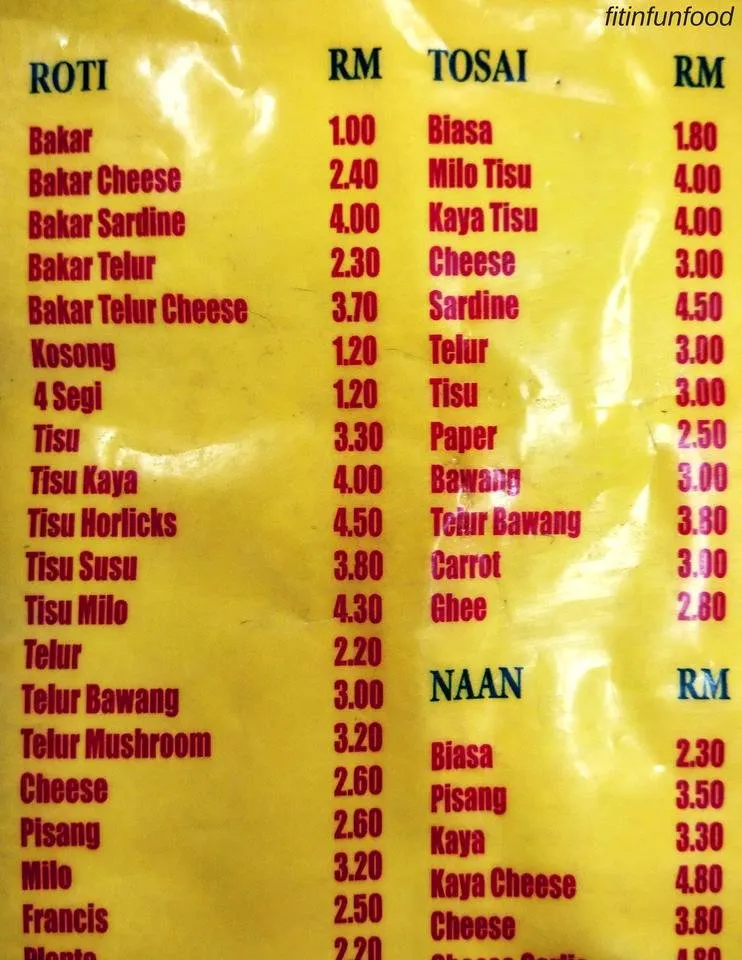 fitinfunfood
ROTI RM
Bakar 1.00
Bakar Cheese 2.40
Bakar Sardine 4.00
Bakar Telur 2.30
Bakar Telur Cheese 3.70
Kosong 1.20
4 Segi 1.20
Tisu 3.30
Tisu Kaya 4.00
Tisu Horlicks 4.50
Tisu Susu 3.80
Tisu Milo 4.30
Telur 2.20
Telur Bawang 3.00
Telur Mushroom 3.20
Cheese 2.60
Pisang 2.60
Milo 3.20
Francis 2.50
2.20
TOSAI RM
Biasa 1.80
Milo Tisu 4.00
Kaya Tisu 4.00
Cheese 3.00
Sardine 4.50
Telur 3.00
Tisu 3.00
Paper 2.50
Bawang 3.00
Telur Bawang 3.80
Carrot 3.00
Ghee 2.80
NAAN RM
Biasa 2.30
Pisang 3.50
Kaya 3.30
Kaya Cheese 4.80
Cheese 3.80
Cheese Garlic 4.80